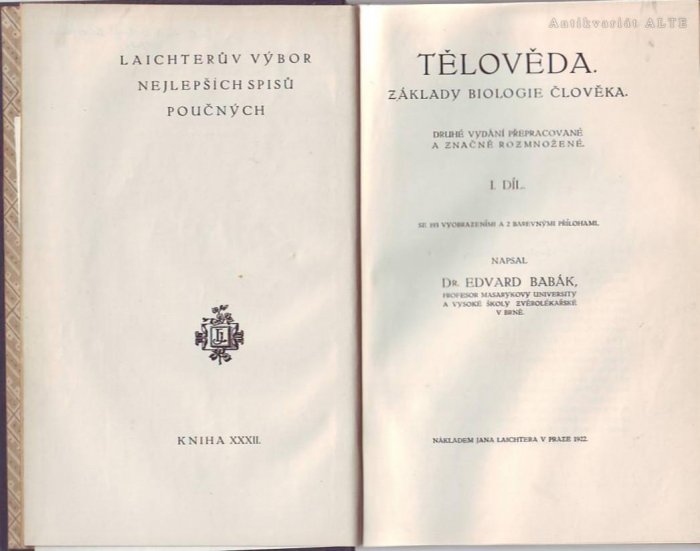 LAICHTERŮV VÝBOR
NEJLEPŠÍCH SPISŮ
POUČNÝCH
KNIHA XXXII.
Antikvariát ALTE
TĚLOVĚDA.
ZÁKLADY BIOLOGIE ČLOVĚKA.
DRUHÉ VYDÁNÍ PŘEPRACOVANÉ
A ZNAČNĚ ROZMNOŽENÉ.
I. DÍL.
SE 193 VYOBRAZENÍMI A 2 BAREVNÝMI PŘÍLOHAMI.
NAPSAL
DR. EDVARD BABÁK,
PROFESOR MASARYKOVY UNIVERSITY
A VYSOKÉ ŠKOLY ZVĚROLÉKAŘSKÉ
V BRNĚ.
NÁKLADEM JANA LAICHTERA V PRAZE 1922.